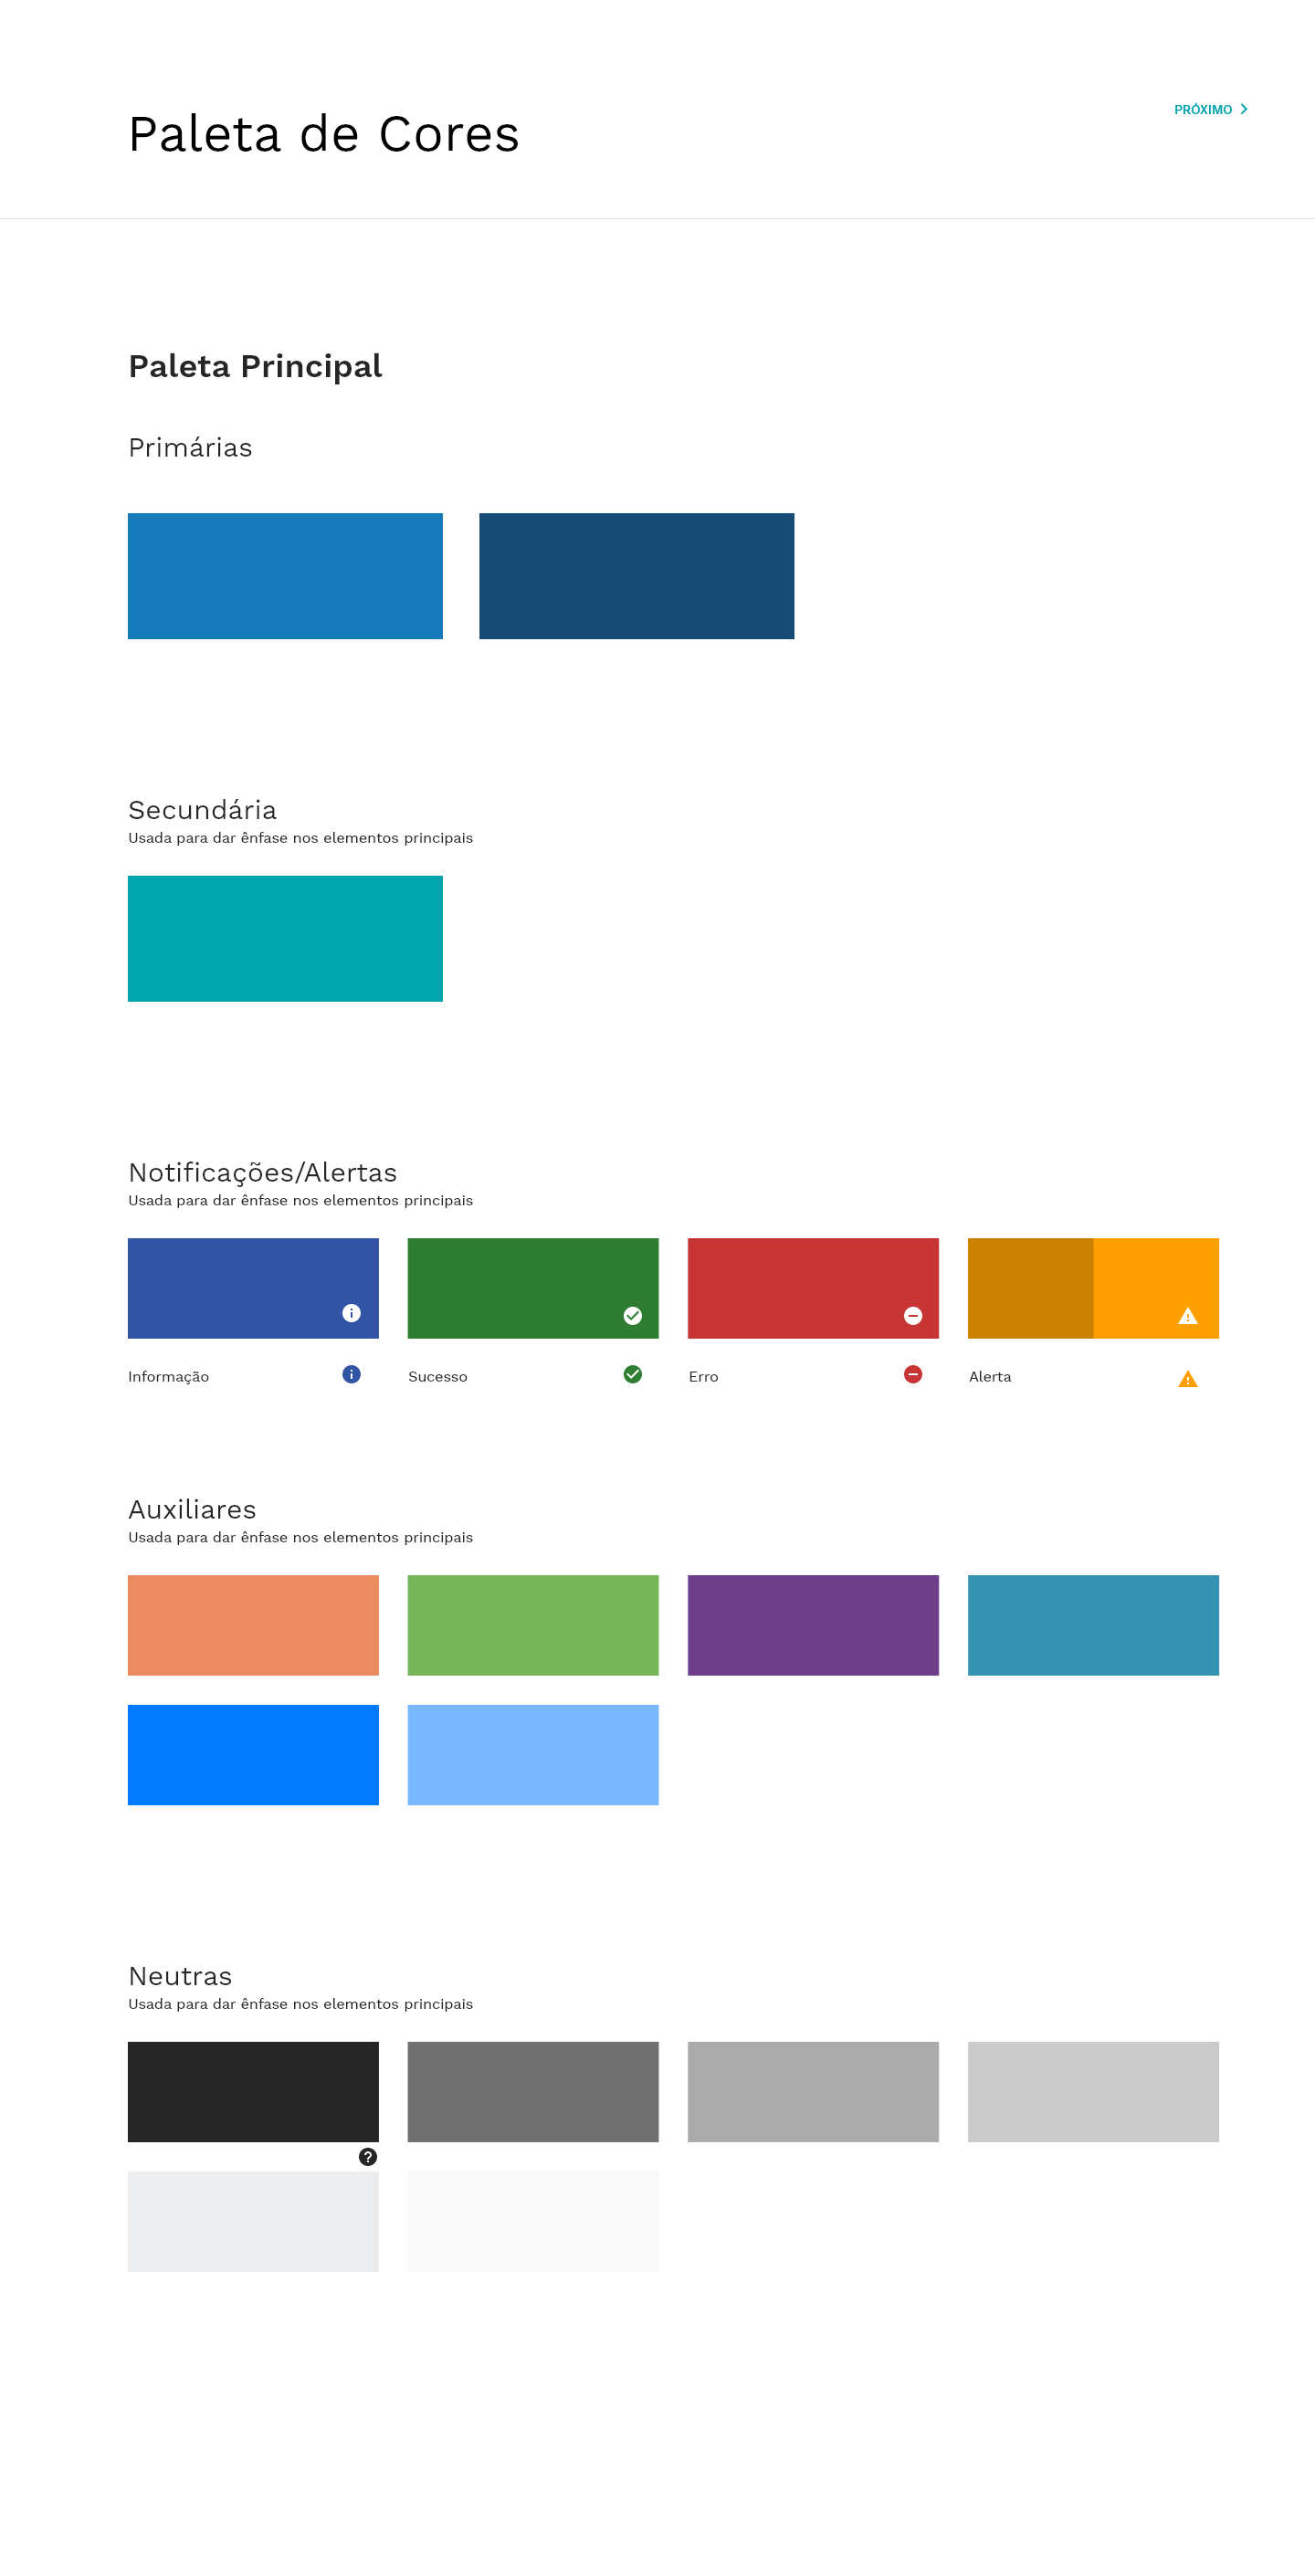 PRÓXIMO
Paleta de Cores
Paleta Principal
Primárias
Secundária
Usada para dar ênfase nos elementos principais
Notificações/Alertas
Usada para dar ênfase nos elementos principais
Informação
Sucesso
Erro
Alerta
Auxiliares
Usada para dar ênfase nos elementos principais
Neutras
Usada para dar ênfase nos elementos principais